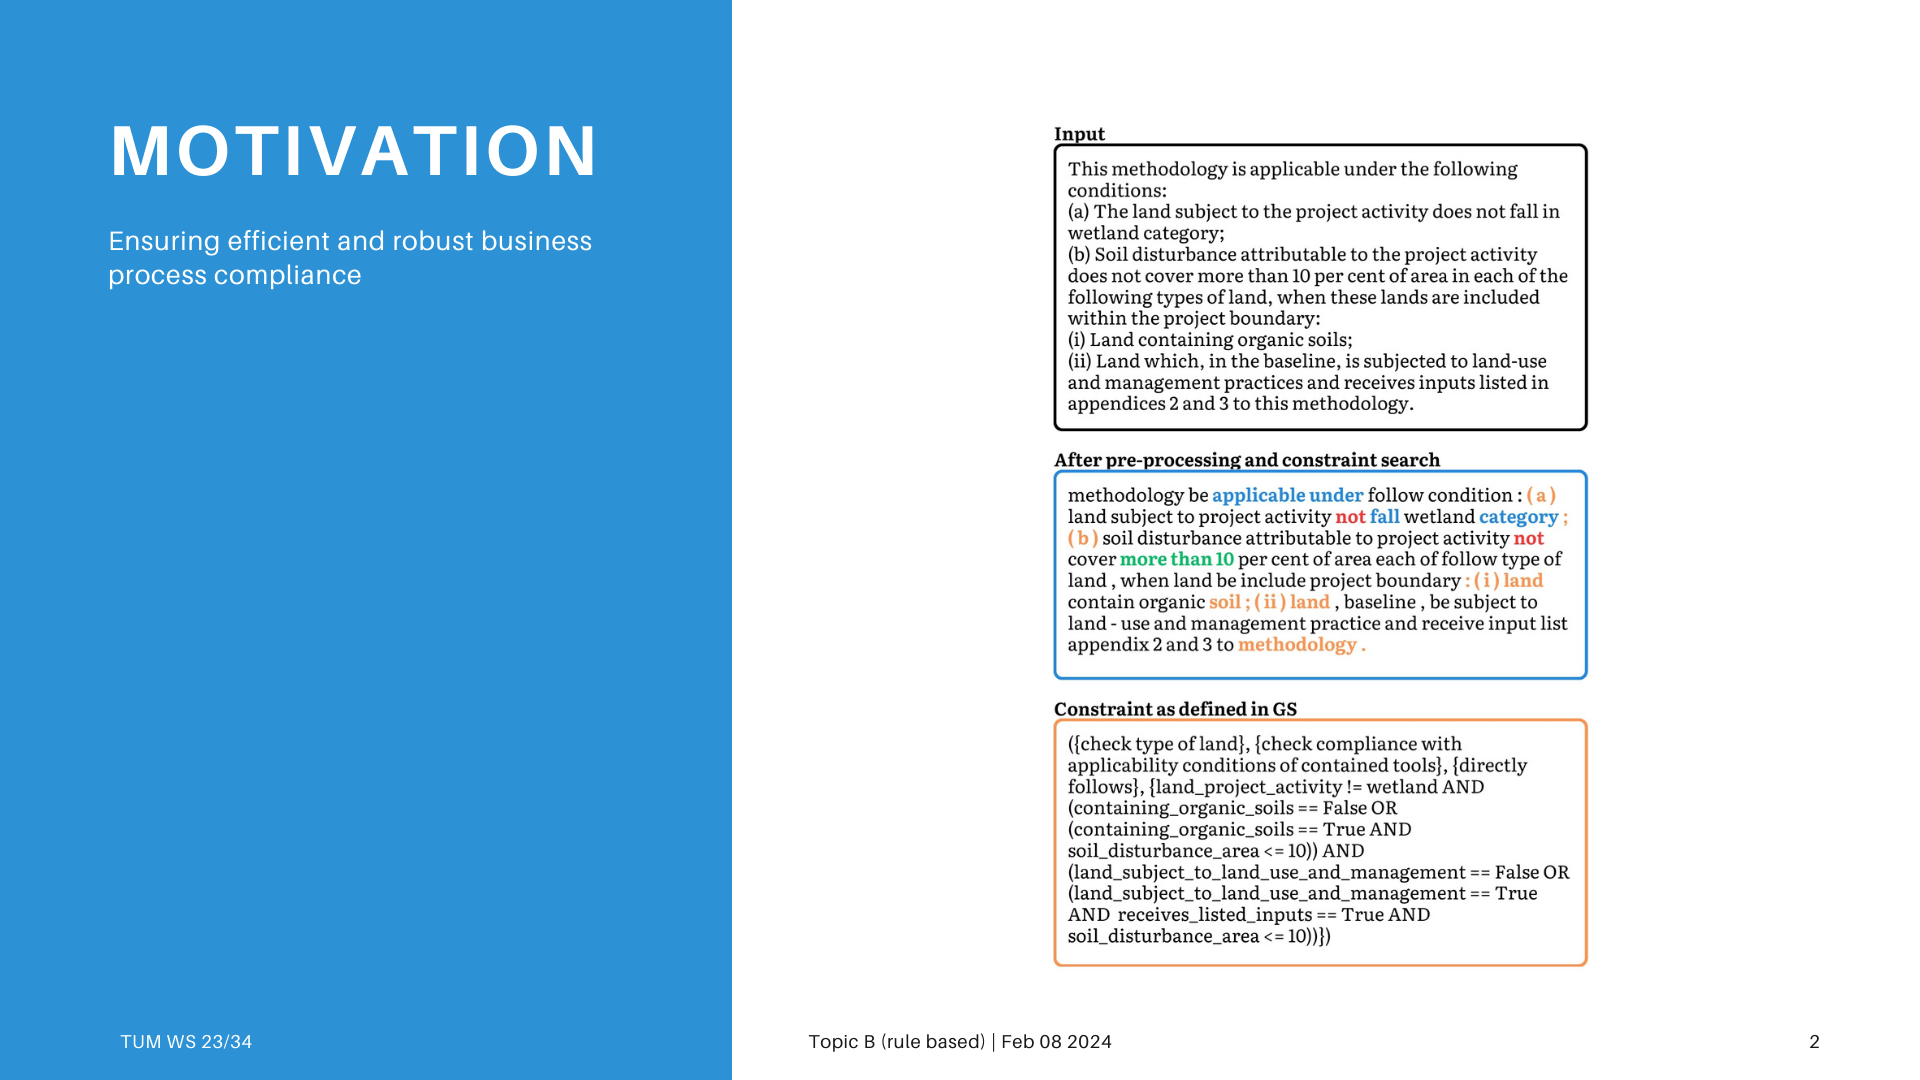 MOTIVATION
Ensuring efficient and robust business
process compliance
Input
This methodology is applicable under the following
conditions:
(a) The land subject to the project activity does not fall in
wetland category;
(b) Soil disturbance attributable to the project activity
does not cover more than 10 per cent of area in each of the
following types of land, when these lands are included
within the project boundary:
(i) Land containing organic soils;
(ii) Land which, in the baseline, is subjected to land-use
and management practices and receives inputs listed in
appendices 2 and 3 to this methodology.
After pre-processing and constraint search
methodology be applicable under follow condition : ( a )
land subject to project activity not fall wetland category ;
( b ) soil disturbance attributable to project activity not
cover more than 10 per cent of area each of follow type of
land , when land be include project boundary : ( i ) land
contain organic soil ; ( ii ) land , baseline , be subject to
land - use and management practice and receive input list
appendix 2 and 3 to methodology .
Constraint as defined in GS
({check type of land}, {check compliance with
applicability conditions of contained tools}, {directly
follows}, {land_project_activity != wetland AND
(containing_organic_soils == False OR
(containing_organic_soils == True AND
soil_disturbance_area <= 10)) AND
(land_subject_to_land_use_and_management == False OR
(land_subject_to_land_use_and_management == True
AND receives_listed_inputs == True AND
soil_disturbance_area <= 10))})
TUM WS 23/34
Topic B (rule based) | Feb 08 2024
2